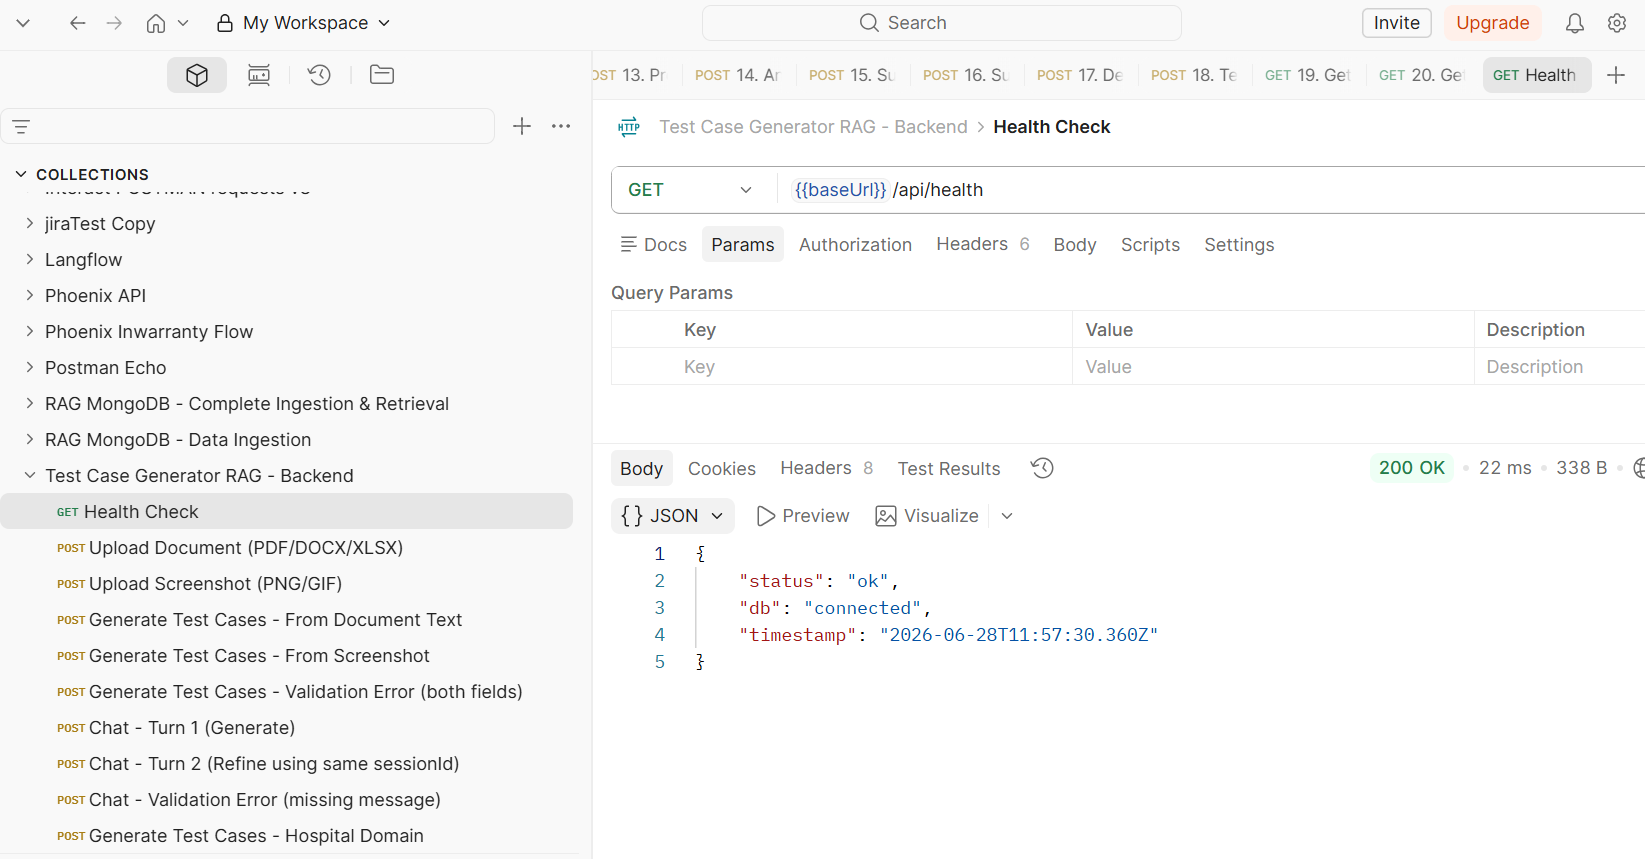 My Workspace
Search
Invite
Upgrade
13. Pr
POST 14. Ar
POST 15. Su
POST 16. Su
POST 17. De
POST 18. Te
GET 19. Get
GET 20. Get
GET Health
HTTP
Test Case Generator RAG - Backend > Health Check
COLLECTIONS
jiraTest Copy
Langflow
Phoenix API
Phoenix Inwarranty Flow
Postman Echo
RAG MongoDB - Complete Ingestion & Retrieval
RAG MongoDB - Data Ingestion
Test Case Generator RAG - Backend
GET Health Check
POST Upload Document (PDF/DOCX/XLSX)
POST Upload Screenshot (PNG/GIF)
POST Generate Test Cases - From Document Text
POST Generate Test Cases - From Screenshot
POST Generate Test Cases - Validation Error (both fields)
POST Chat - Turn 1 (Generate)
POST Chat - Turn 2 (Refine using same sessionId)
POST Chat - Validation Error (missing message)
POST Generate Test Cases - Hospital Domain
GET
{{baseUrl}} /api/health
Docs
Params
Authorization
Headers 6
Body
Scripts
Settings
Query Params
Key Value Description
Key Value Description
Body
Cookies
Headers 8
Test Results
200 OK • 22 ms • 338 B •
{} JSON
Preview
Visualize
1 {
2 "status": "ok",
3 "db": "connected",
4 "timestamp": "2026-06-28T11:57:30.360Z"
5 }